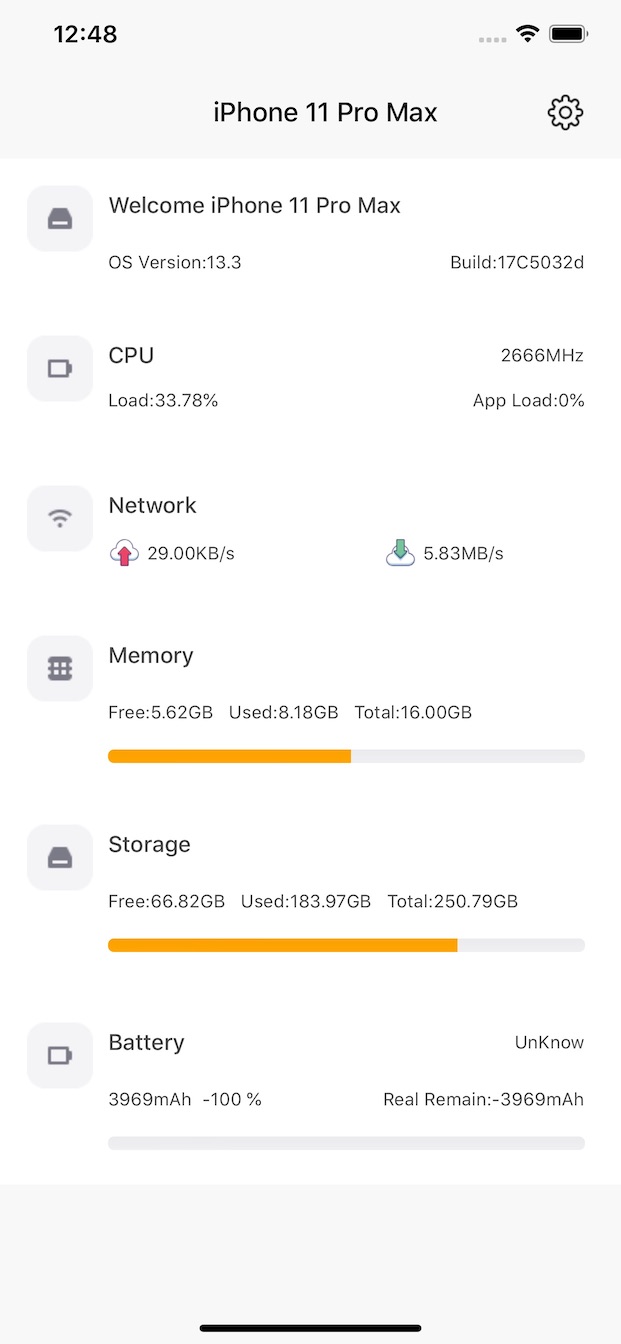 12:48
iPhone 11 Pro Max
Welcome iPhone 11 Pro Max
OS Version:13.3 Build:17C5032d
CPU 2666MHz
Load:33.78% App Load:0%
Network
29.00KB/s 5.83MB/s
Memory
Free:5.62GB Used:8.18GB Total:16.00GB
Storage
Free:66.82GB Used:183.97GB Total:250.79GB
Battery UnKnow
3969mAh -100 % Real Remain:-3969mAh